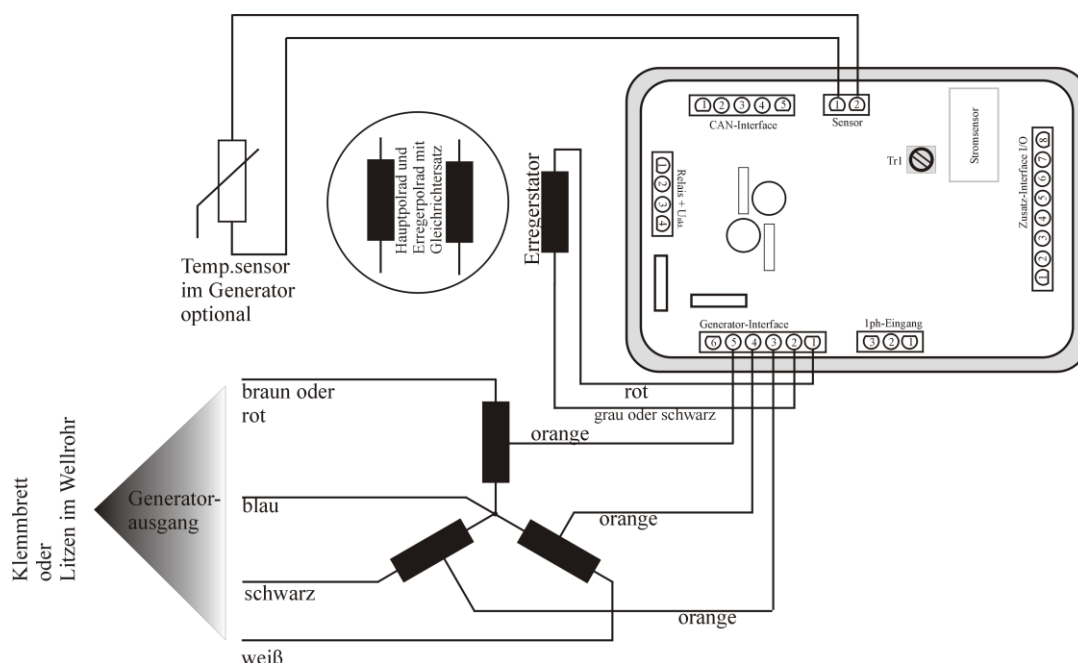 1 2 3 4 5
CAN-Interface
1 2
Sensor
Stromsensor
Tr1
8 7 6 5 4 3 2 1
Zusatz-Interface I/O
1 2 3 4
Relais +
Hauptpolrad und
Erregerpolrad mit
Gleichrichtersatz
Erregerstator
Temp.sensor
im Generator
optional
Generator-Interface
6 5 4 3 2 1
1ph-Eingang
3 2 1
rot
grau oder schwarz
braun oder
rot
orange
blau
orange
schwarz
orange
weiß
Generator-
ausgang
Klemmbrett
oder
Litzen im Wellrohr